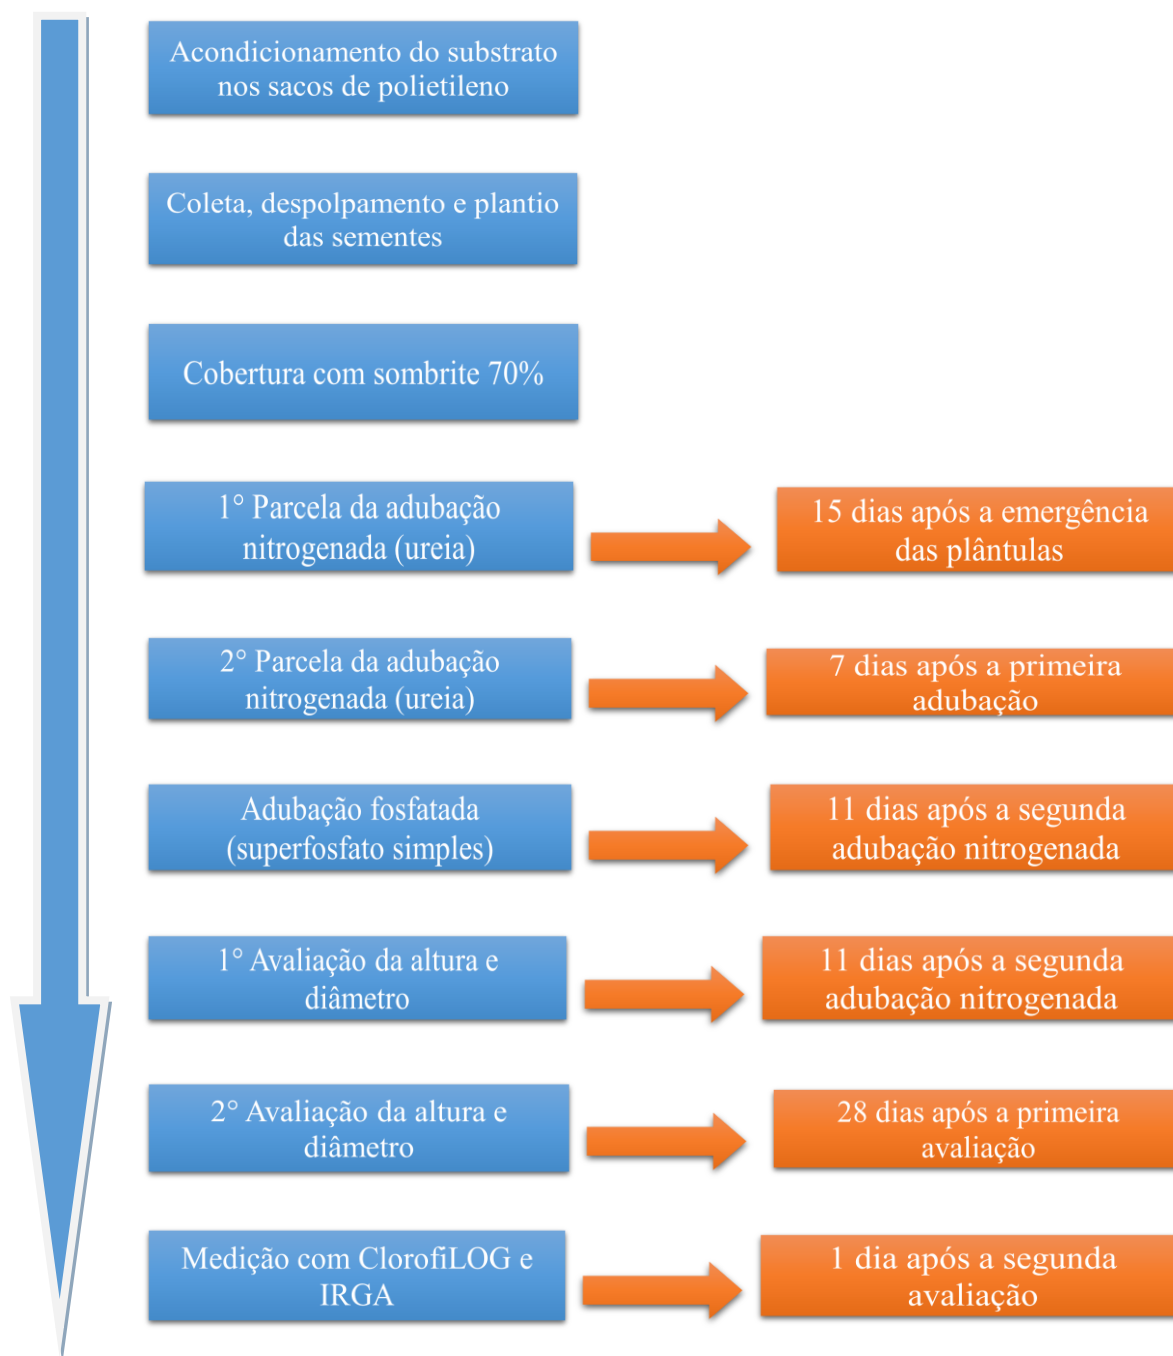 Acondicionamento do substrato
nos sacos de polietileno
Coleta, despolpamento e plantio
das sementes
Cobertura com sombrite 70%
1° Parcela da adubação
nitrogenada (ureia)
15 dias após a emergência
das plântulas
2° Parcela da adubação
nitrogenada (ureia)
7 dias após a primeira
adubação
Adubação fosfatada
(superfosfato simples)
11 dias após a segunda
adubação nitrogenada
1° Avaliação da altura e
diâmetro
11 dias após a segunda
adubação nitrogenada
2° Avaliação da altura e
diâmetro
28 dias após a primeira
avaliação
Medição com ClorofiLOG e
IRGA
1 dia após a segunda
avaliação